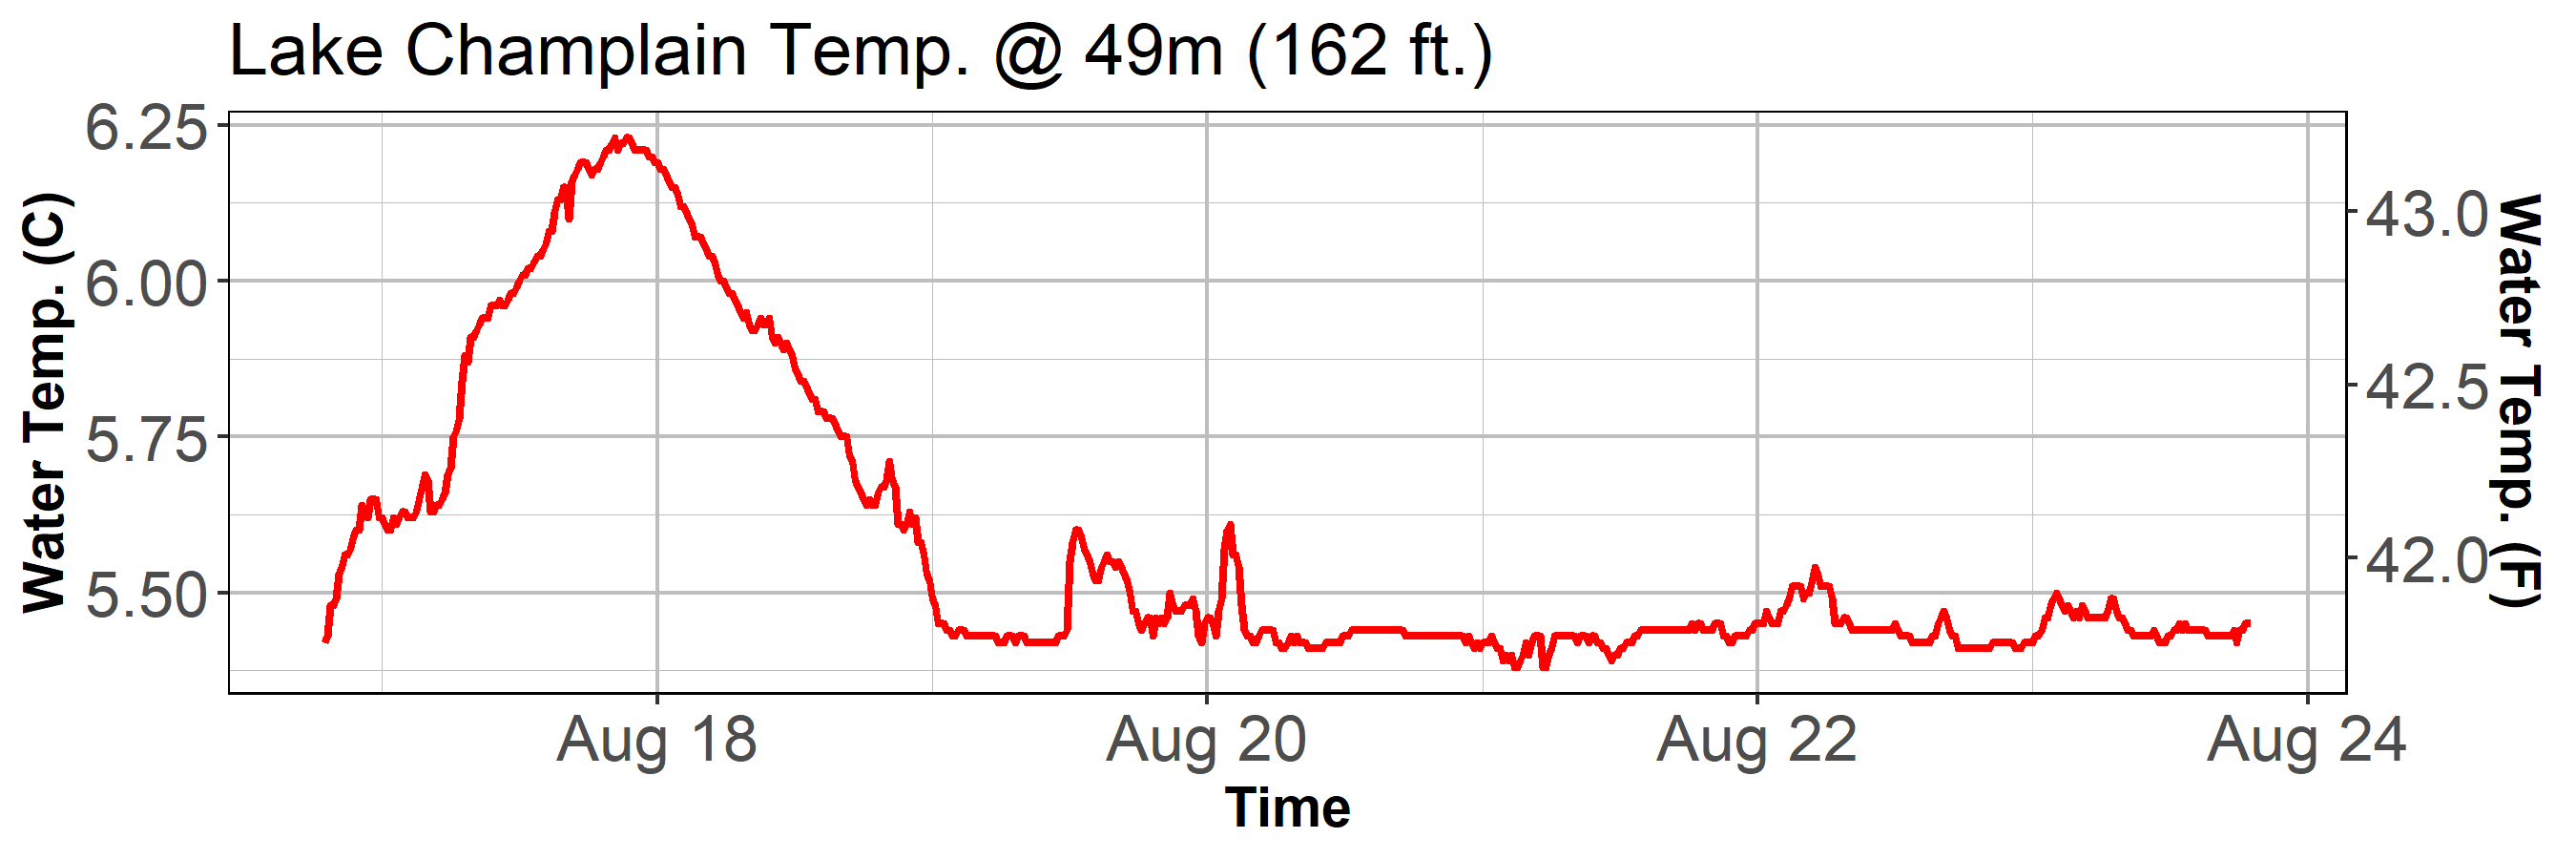 Lake Champlain Temp. @ 49m (162 ft.)
Water Temp. (C)
6.25
6.00
5.75
5.50
43.0
42.5
42.0
Water Temp. (F)
Aug 18 Aug 20 Aug 22 Aug 24
Time